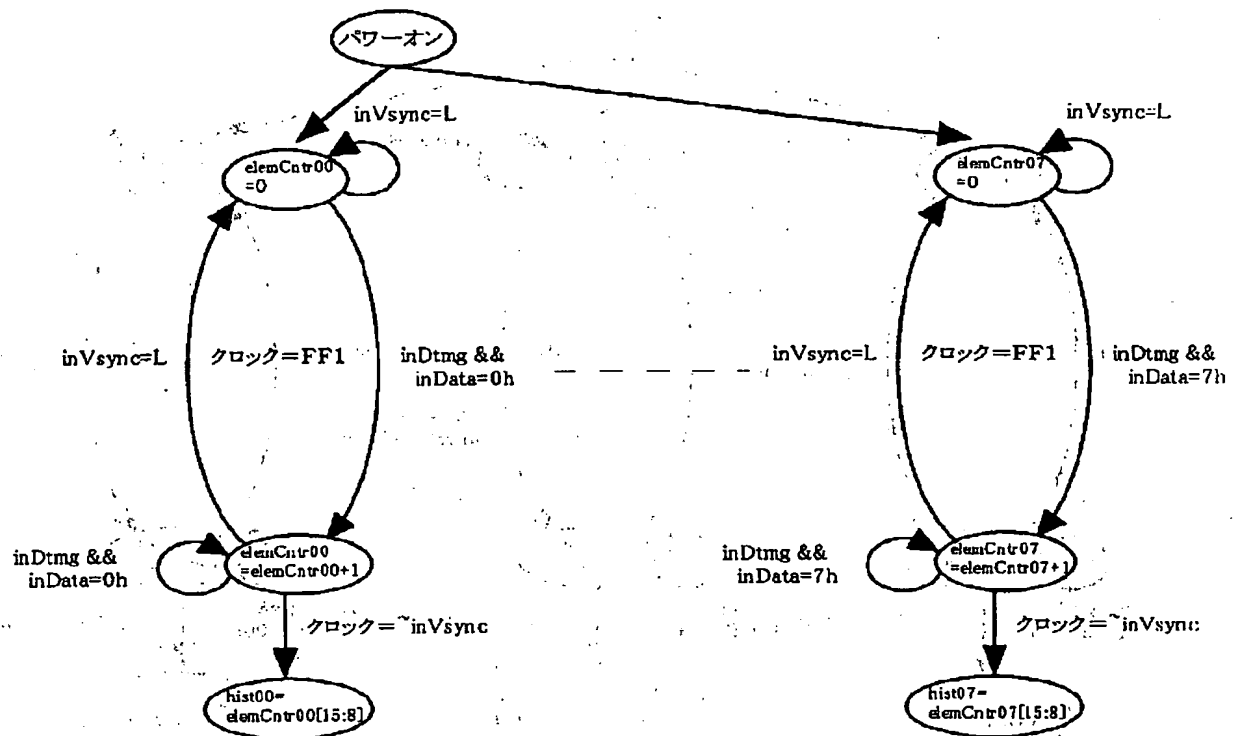 パワーオン
inVsync=L
inVsync=L
elemCntr00
=0
elemCntr07
=0
inVsync=L
クロック=FF1
inDtmg &&
inData=0h
inVsync=L
クロック=FF1
inDtmg &&
inData=7h
inDtmg &&
inData=0h
elemCntr00
=elemCntr00+1
inDtmg &&
inData=7h
elemCntr07
=elemCntr07+1
クロック=~inVsync
クロック=~inVsync
hist00=
elemCntr00[15:8]
hist07=
elemCntr07[15:8]